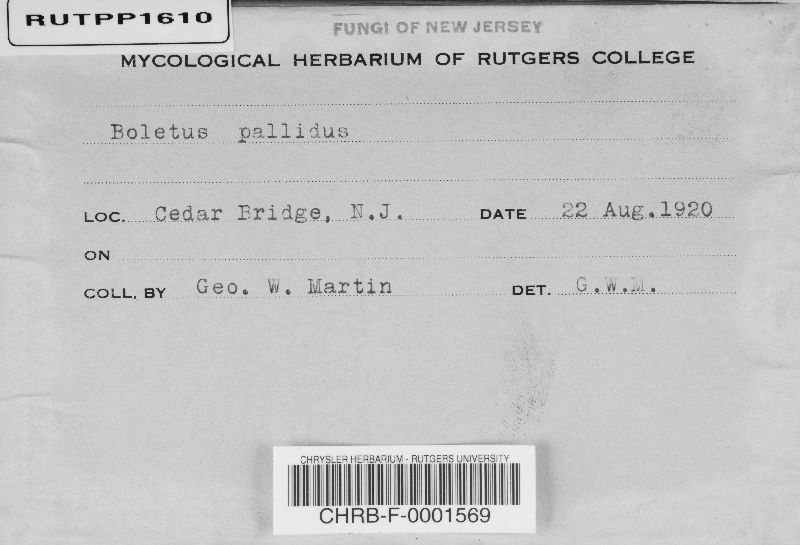 RUTPP1610
FUNGI OF NEW JERSEY
MYCOLOGICAL HERBARIUM OF RUTGERS COLLEGE
Boletus pallidus
LOC. Cedar Bridge, N.J. DATE 22 Aug.1920
ON
COLL. BY Geo. W. Martin DET. G.W.M.
CHRYSLER HERBARIUM - RUTGERS UNIVERSITY
CHRB-F-0001569